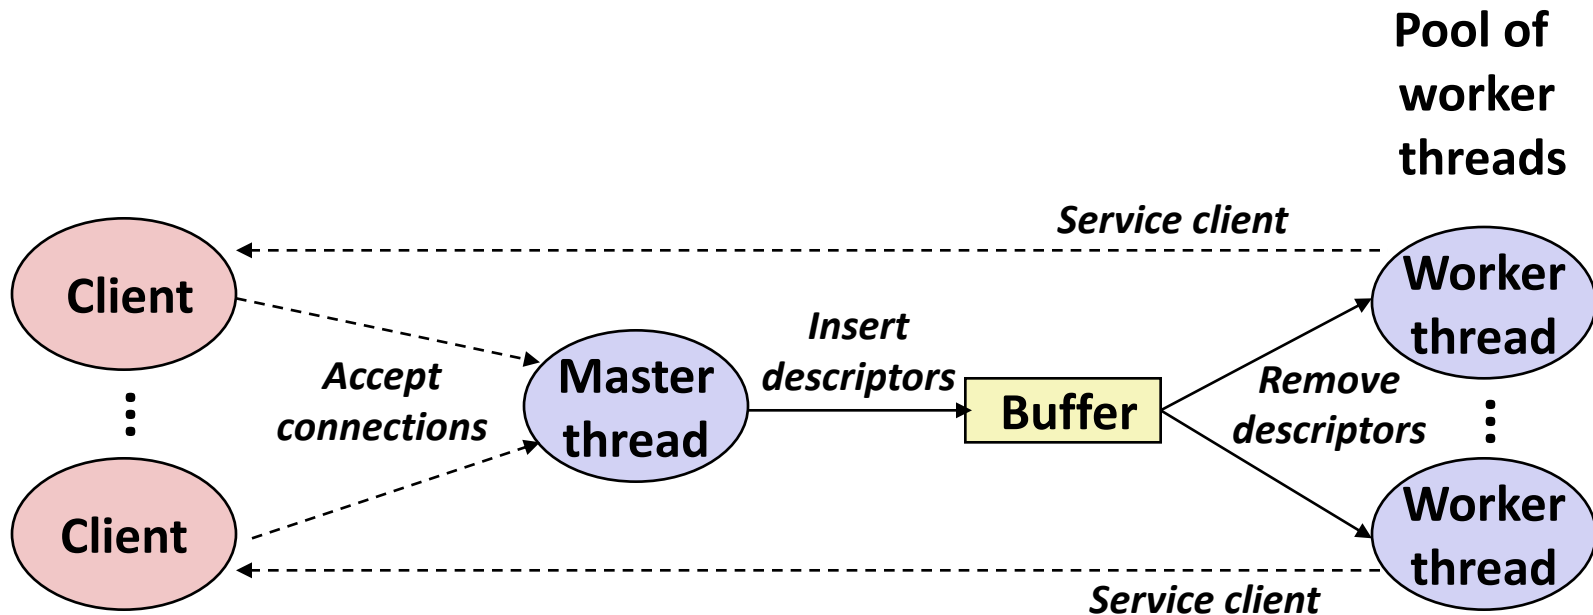 Pool of
worker
threads
Service client
Client
Worker
thread
Insert
descriptors
Accept
connections
Master
thread
Buffer
Remove
descriptors
Client
Worker
thread
Service client